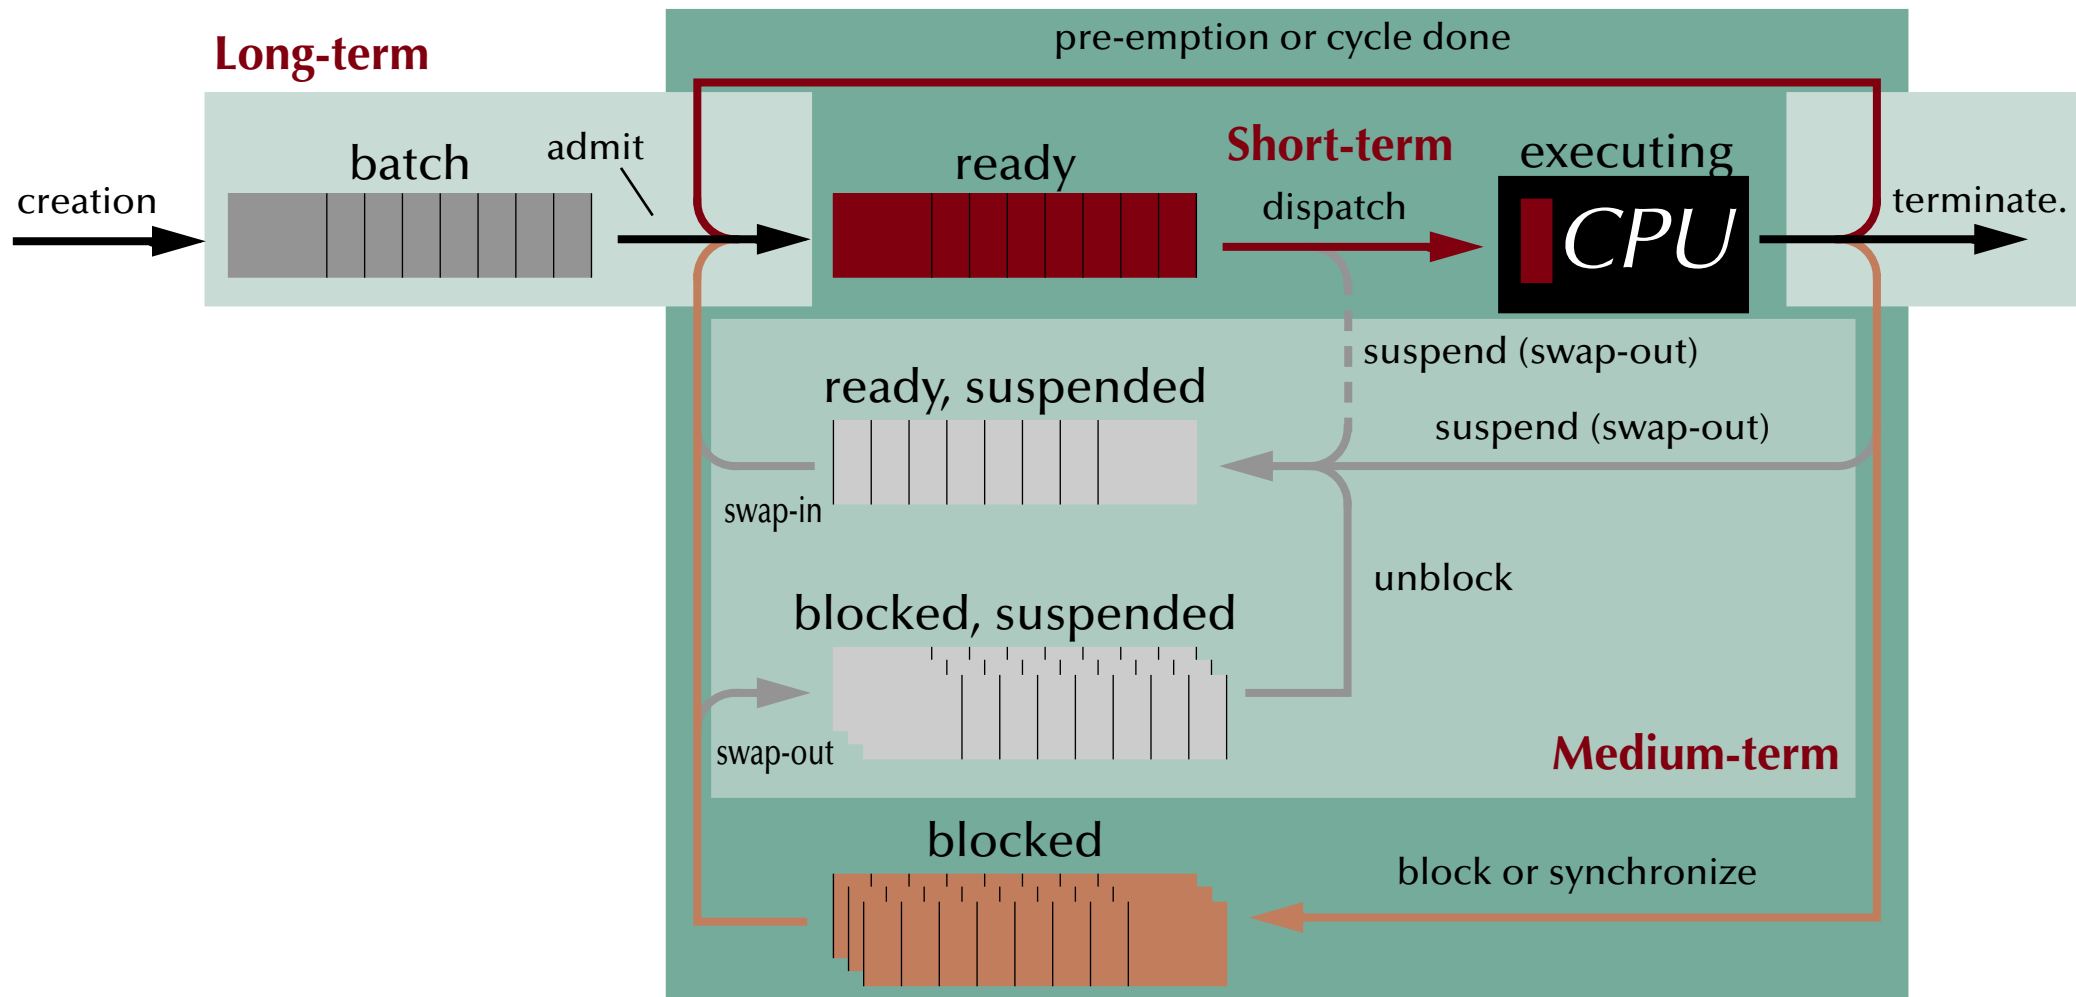 pre-emption or cycle done
Long-term
admit
batch
ready
Short-term
executing
creation
dispatch
CPU
terminate.
suspend (swap-out)
ready, suspended
suspend (swap-out)
swap-in
unblock
blocked, suspended
swap-out
Medium-term
blocked
block or synchronize